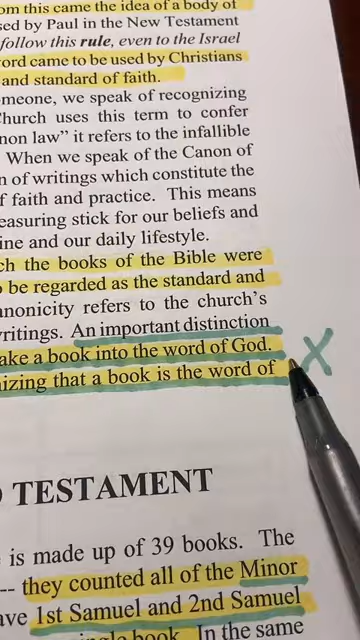 om this came the idea of a body of
sed by Paul in the New Testament
follow this rule, even to the Israel
ord came to be used by Christians
and standard of faith.
meone, we speak of recognizing
hurch uses this term to confer
non law" it refers to the infallible
When we speak of the Canon of
n of writings which constitute the
f faith and practice. This means
easuring stick for our beliefs and
ine and our daily lifestyle.
ch the books of the Bible were
o be regarded as the standard and
nonicity refers to the church's
vritings. An important distinction
ake a book into the word of God.
izing that a book is the word of
X
TESTAMENT
is made up of 39 books. The
-- they counted all of the Minor
ave 1st Samuel and 2nd Samuel
ngle book. In the same